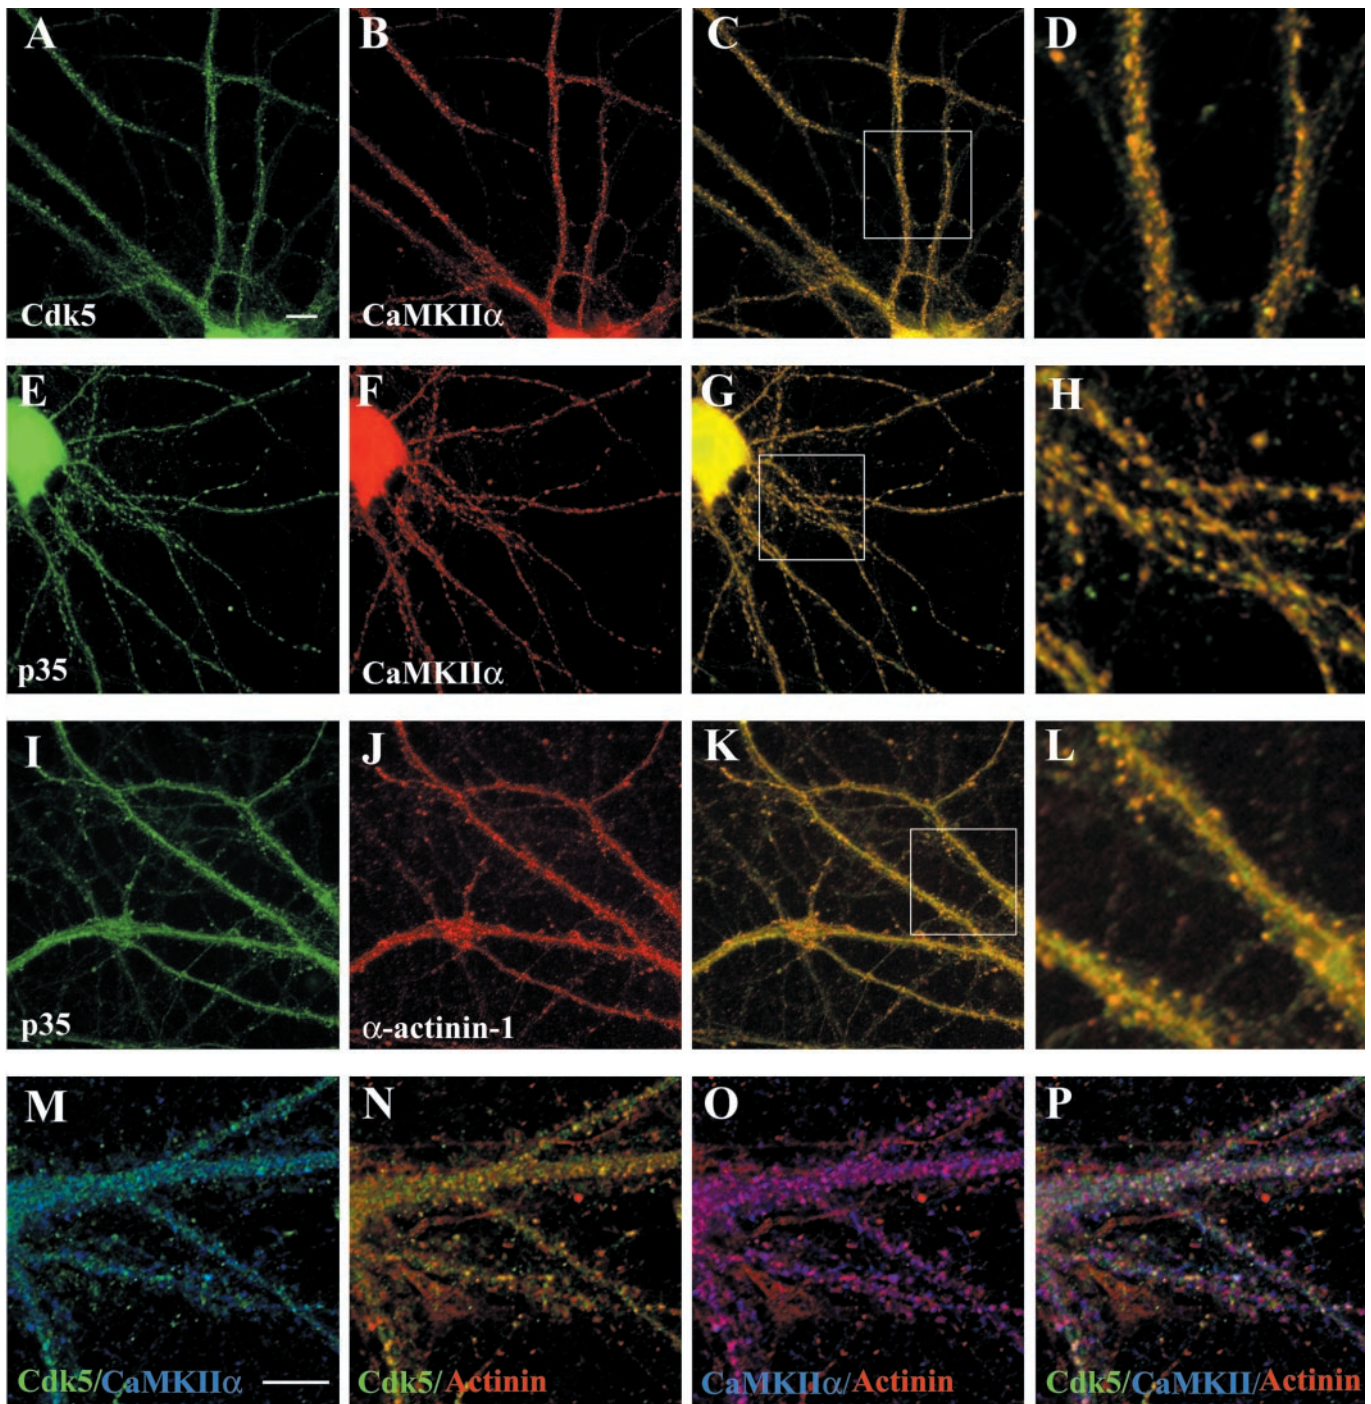 A
B
C
D
Cdk5
CaMKIIα
E
F
G
H
p35
CaMKIIα
I
J
K
L
p35
α-actinin-1
M
N
O
P
Cdk5/CaMKIIα
Cdk5/Actinin
CaMKIIα/Actinin
Cdk5/CaMKII/Actinin